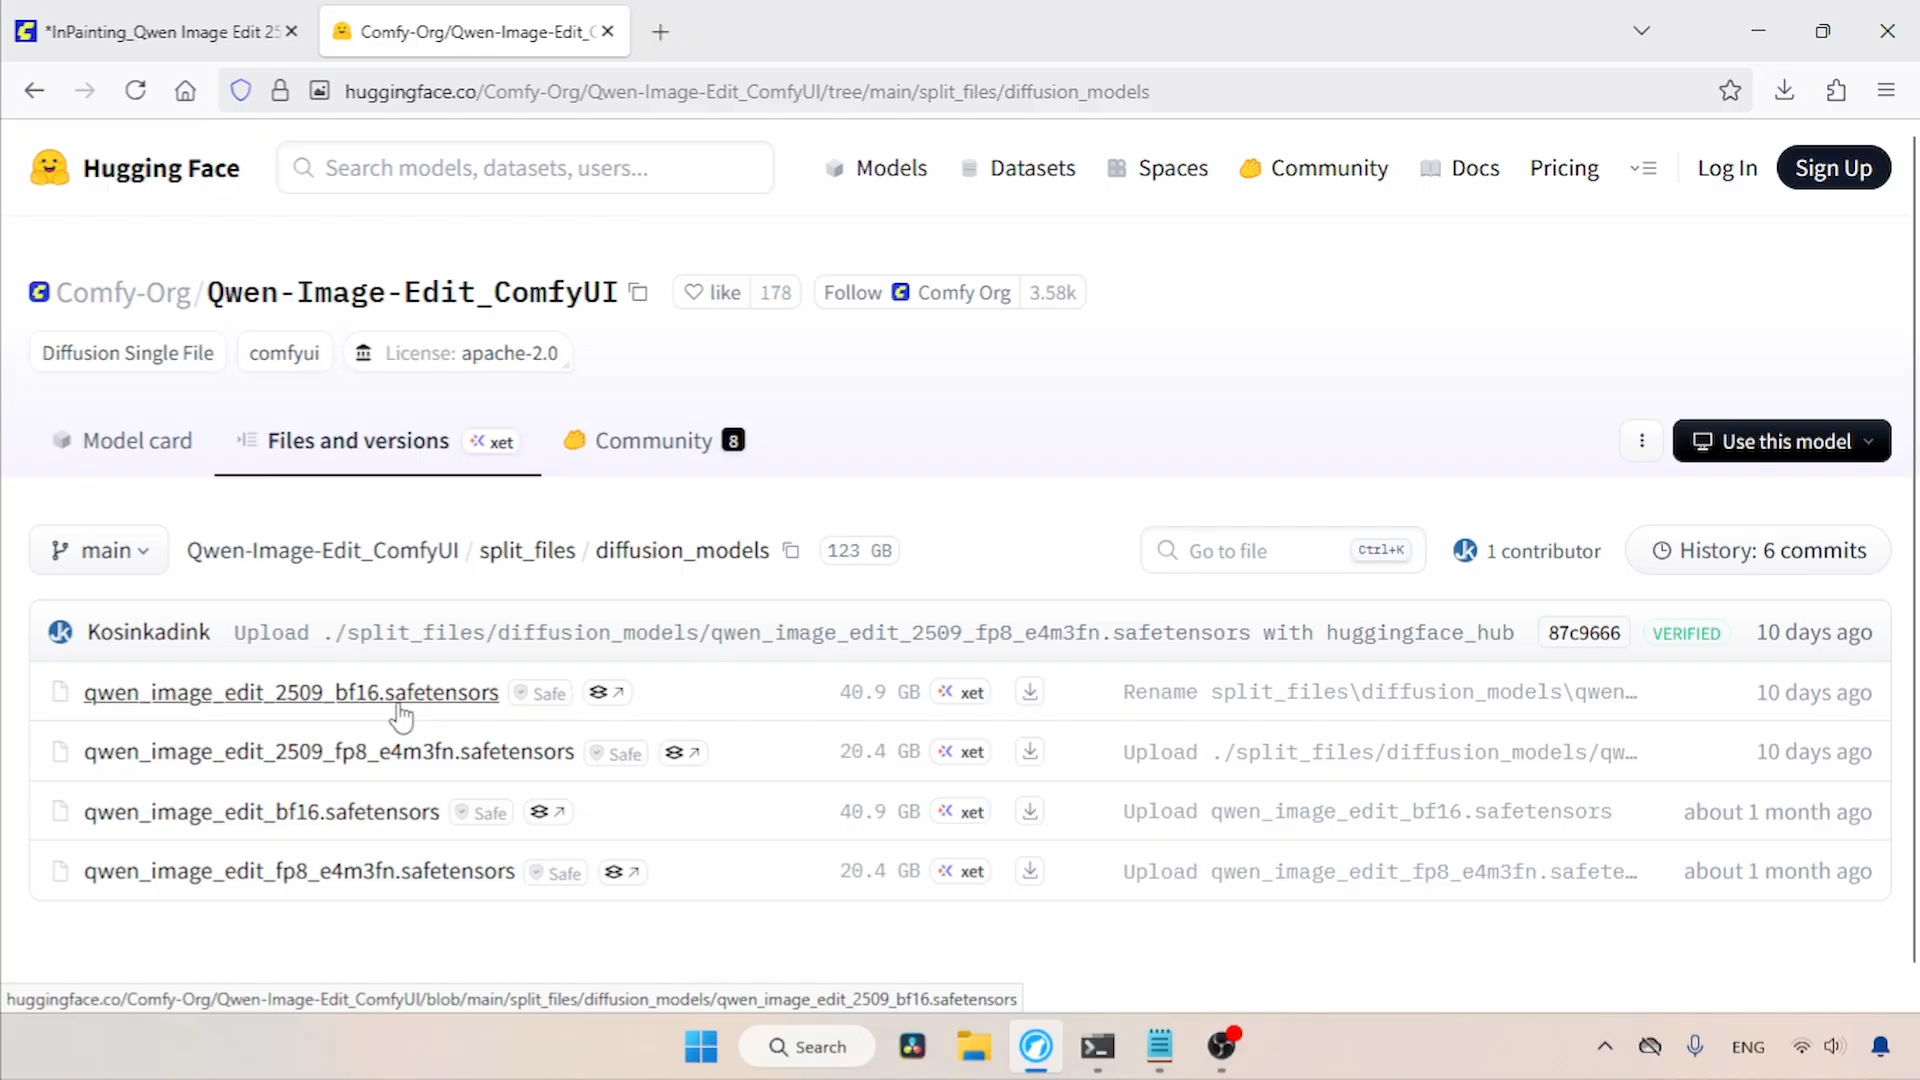 *InPainting_Qwen Image Edit 25
Comfy-Org/Qwen-Image-Edit_C
huggingface.co/Comfy-Org/Qwen-Image-Edit_ComfyUI/tree/main/split_files/diffusion_models
Hugging Face
Search models, datasets, users...
Models
Datasets
Spaces
Community
Docs
Pricing
Log In
Sign Up
Comfy-Org/Qwen-Image-Edit_ComfyUI
like 178
Follow Comfy Org 3.58k
Diffusion Single File
comfyui
License: apache-2.0
Model card
Files and versions
xet
Community 8
Use this model
main
Qwen-Image-Edit_ComfyUI / split_files / diffusion_models
123 GB
Go to file
Ctrl+K
1 contributor
History: 6 commits
Kosinkadink Upload ./split_files/diffusion_models/qwen_image_edit_2509_fp8_e4m3fn.safetensors with huggingface_hub 87c9666 VERIFIED 10 days ago
qwen_image_edit_2509_bf16.safetensors Safe 40.9 GB xet Rename split_files\diffusion_models\qwen... 10 days ago
qwen_image_edit_2509_fp8_e4m3fn.safetensors Safe 20.4 GB xet Upload ./split_files/diffusion_models/qw... 10 days ago
qwen_image_edit_bf16.safetensors Safe 40.9 GB xet Upload qwen_image_edit_bf16.safetensors about 1 month ago
qwen_image_edit_fp8_e4m3fn.safetensors Safe 20.4 GB xet Upload qwen_image_edit_fp8_e4m3fn.safete... about 1 month ago
huggingface.co/Comfy-Org/Qwen-Image-Edit_ComfyUI/blob/main/split_files/diffusion_models/qwen_image_edit_2509_bf16.safetensors
Search
ENG